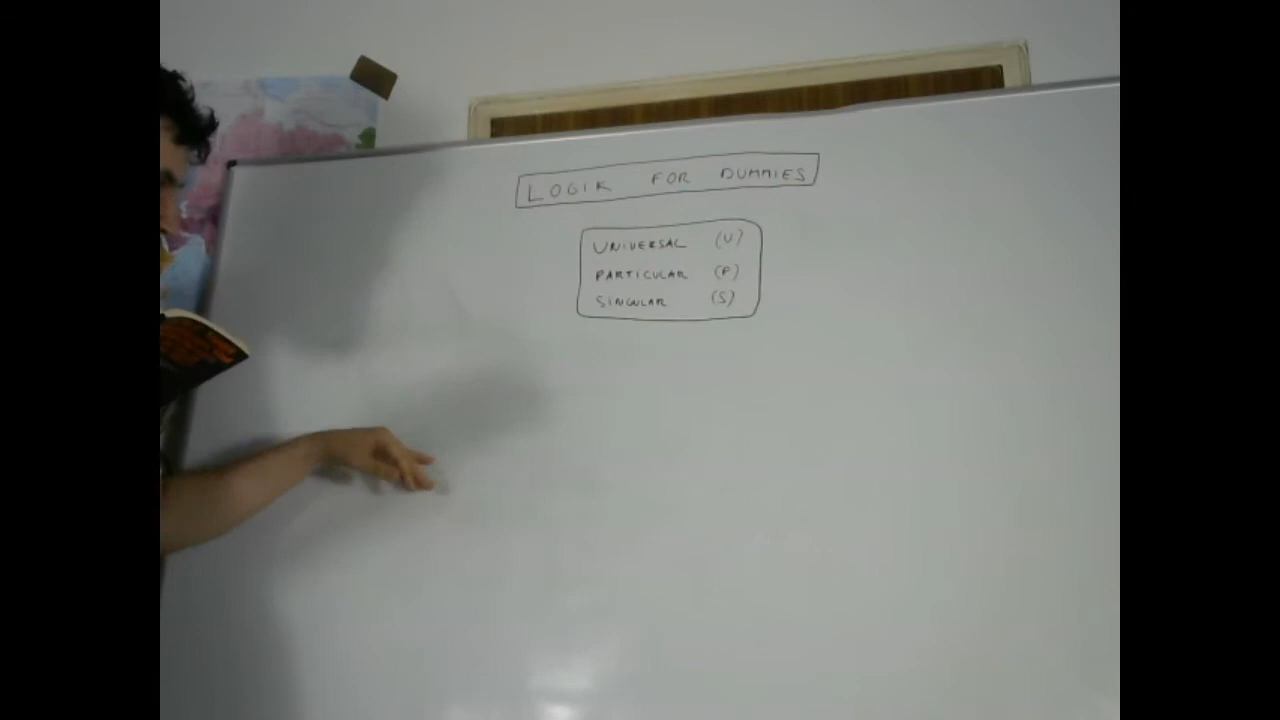 LOGIK FOR DUMMIES
UNIVERSAL (U)
PARTICULAR (P)
SINGULAR (S)